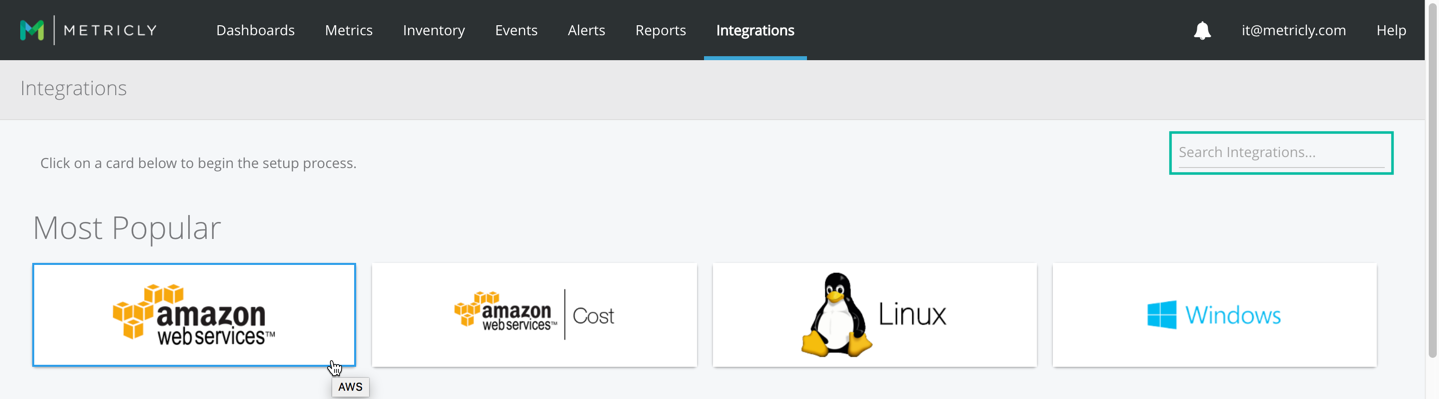 METRICLY Dashboards Metrics Inventory Events Alerts Reports Integrations it@metricly.com Help
Integrations
Search Integrations...
Click on a card below to begin the setup process.
Most Popular
amazon web services™
amazon web services™ Cost
Linux
Windows
AWS